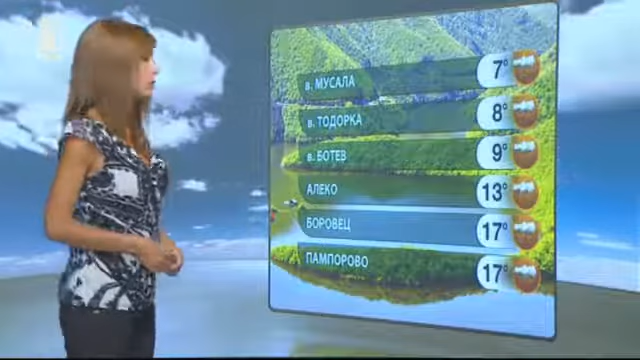 в. МУСАЛА 7°
в. ТОДОРКА 8°
в. БОТЕВ 9°
АЛЕКО 13°
БОРОВЕЦ 17°
ПАМПОРОВО 17°